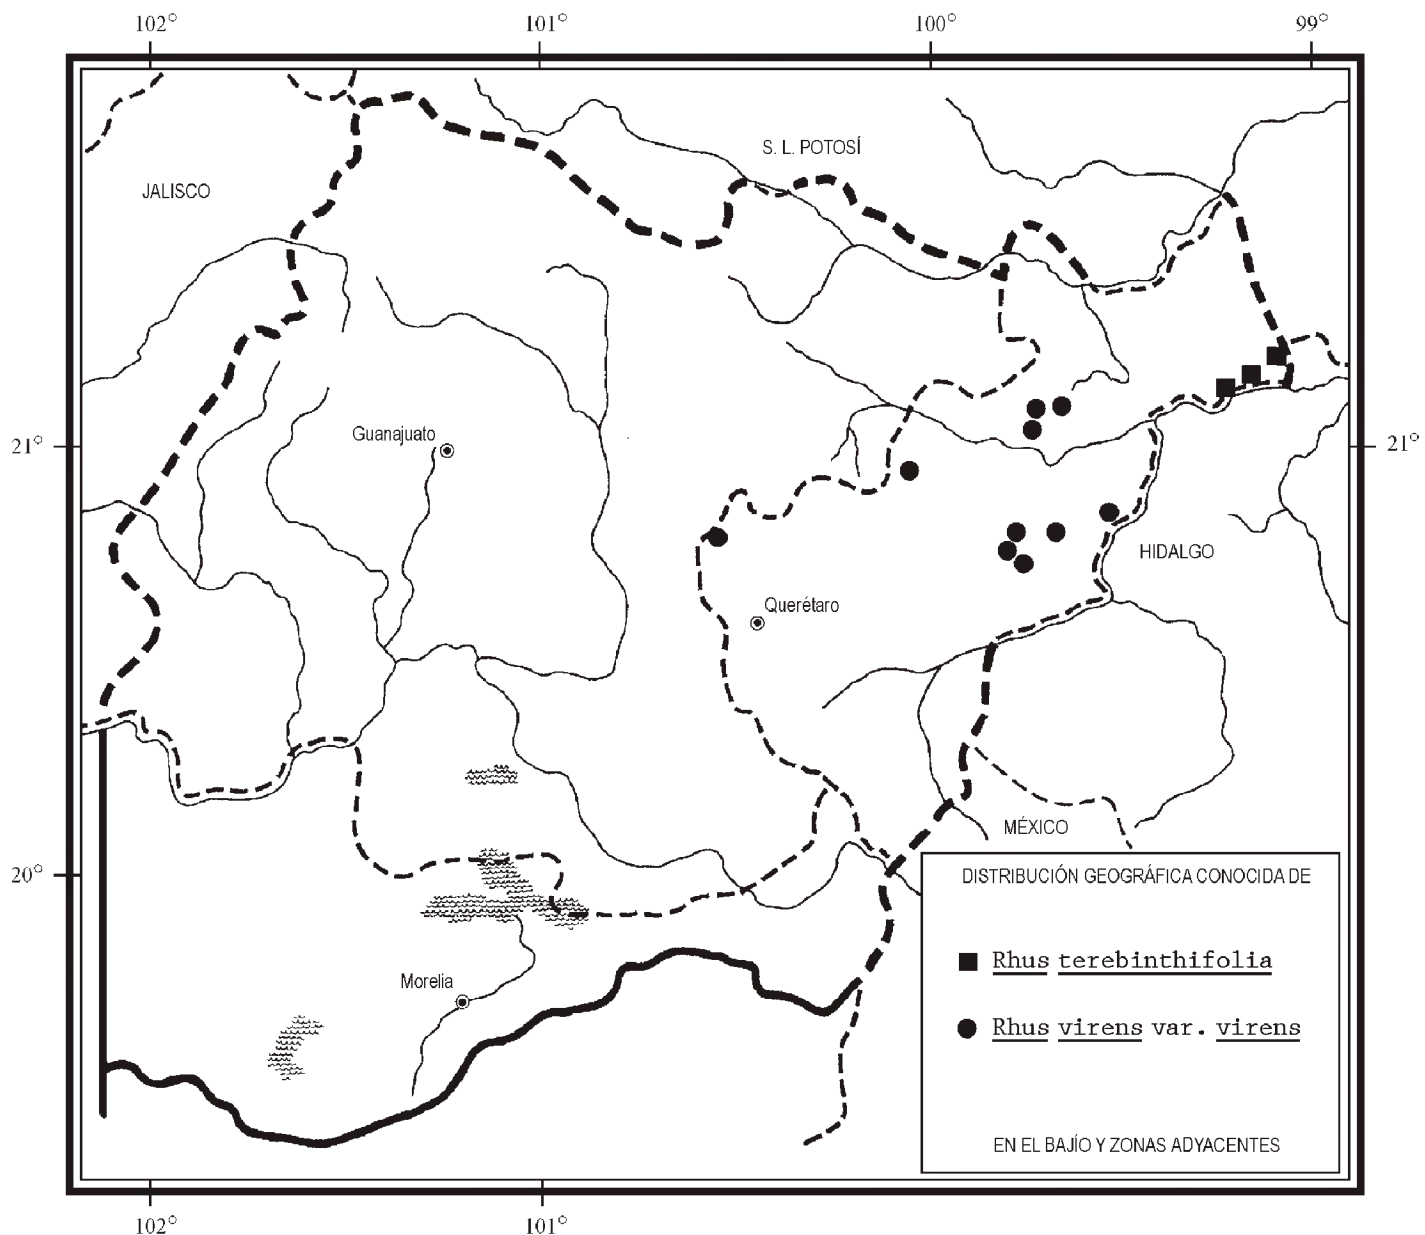 102°
101°
100°
99°
S. L. POTOSÍ
JALISCO
Guanajuato
21°
21°
HIDALGO
Querétaro
MÉXICO
20°
DISTRIBUCIÓN GEOGRÁFICA CONOCIDA DE
Rhus terebinthifolia
Morelia
Rhus virens var. virens
EN EL BAJÍO Y ZONAS ADYACENTES
102°
101°